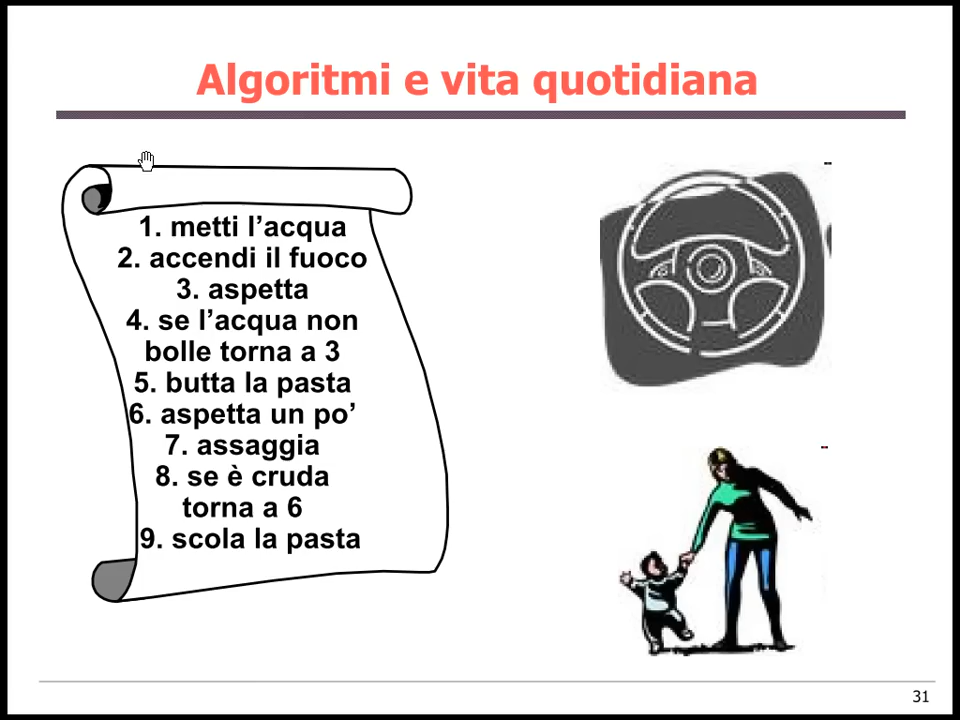 Algoritmi e vita quotidiana
1. metti l’acqua
2. accendi il fuoco
3. aspetta
4. se l’acqua non
bolle torna a 3
5. butta la pasta
6. aspetta un po’
7. assaggia
8. se è cruda
torna a 6
9. scola la pasta
31